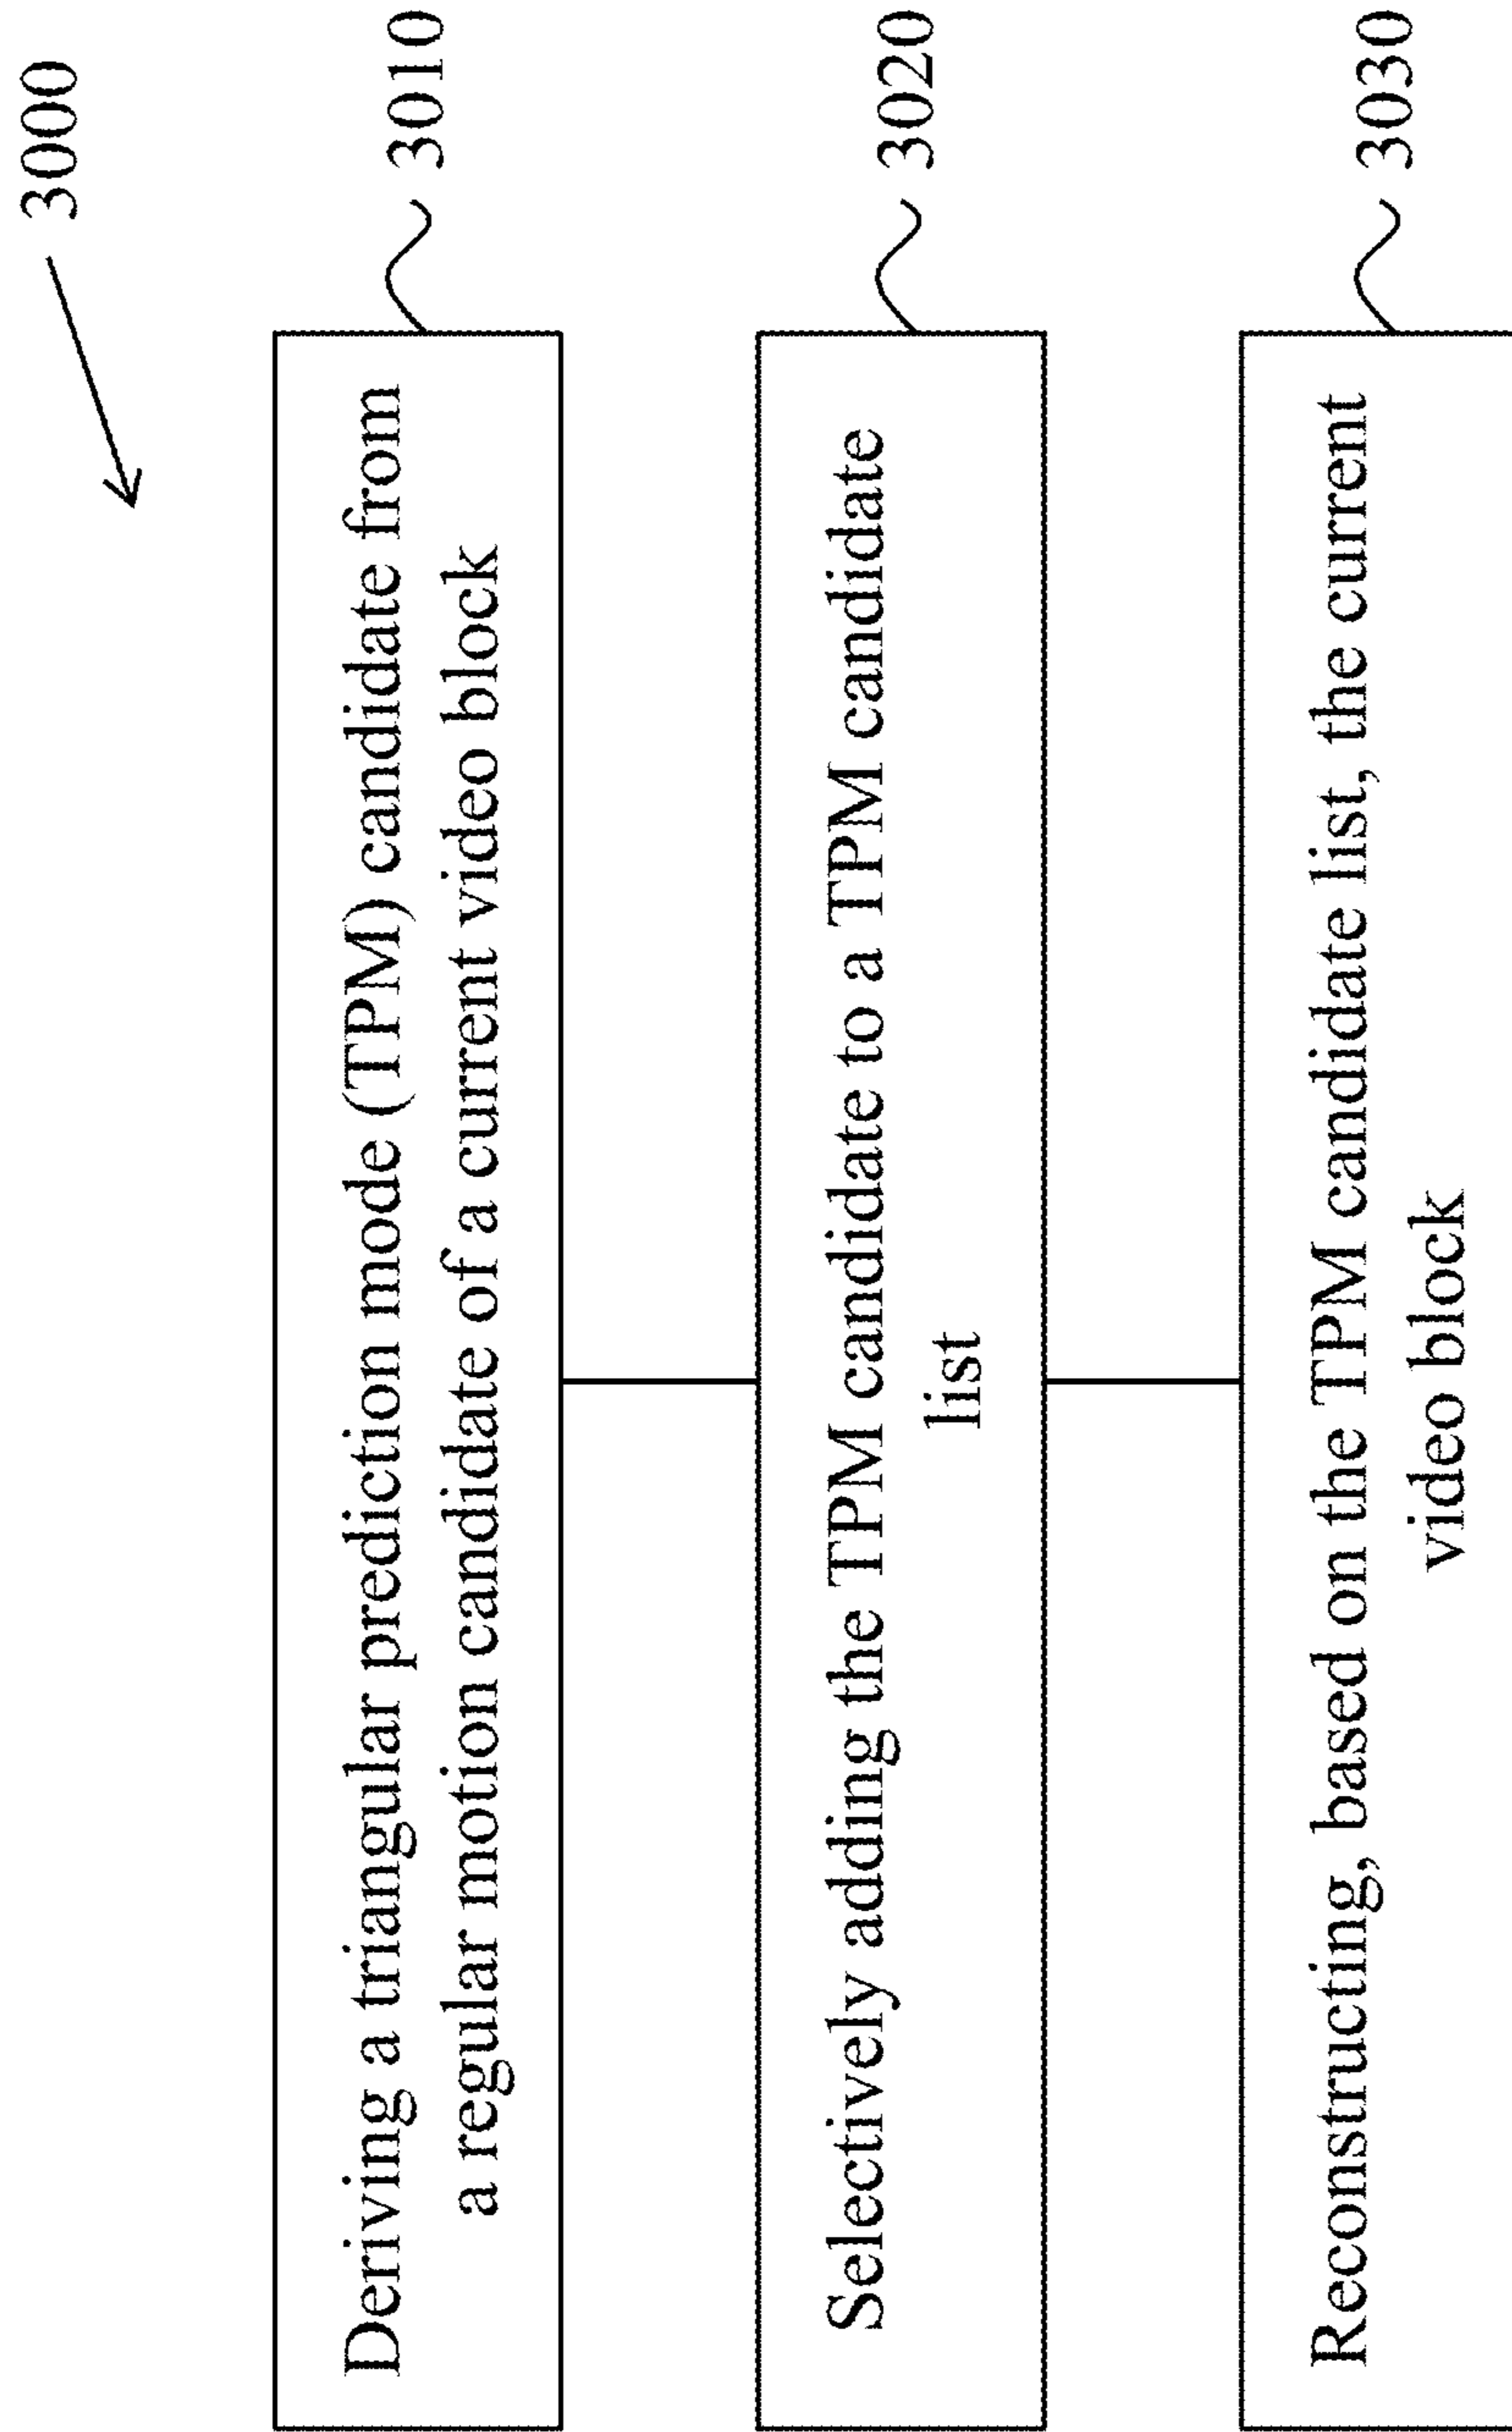 3000
Deriving a triangular prediction mode (TPM) candidate from
a regular motion candidate of a current video block
3010
Selectively adding the TPM candidate to a TPM candidate
list
3020
Reconstructing, based on the TPM candidate list, the current
video block
3030